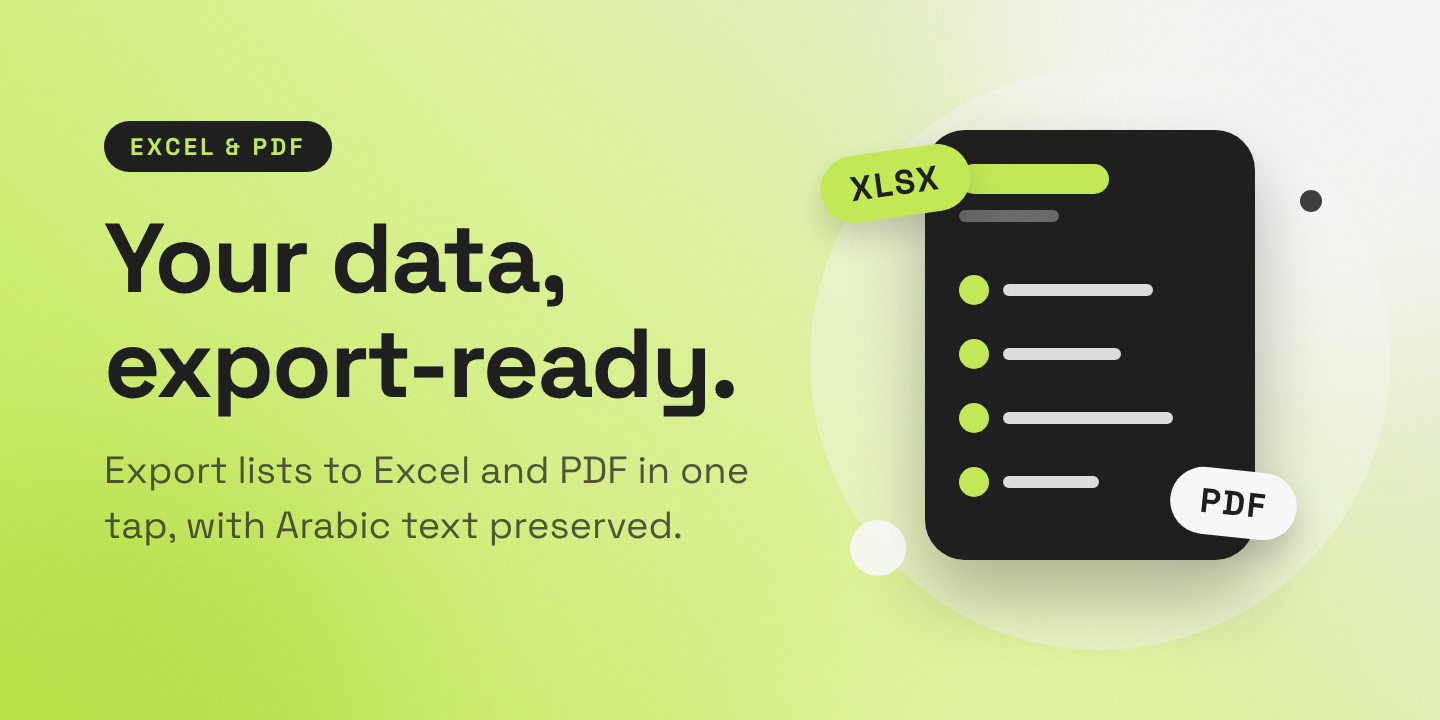 EXCEL & PDF
Your data,
export-ready.
Export lists to Excel and PDF in one
tap, with Arabic text preserved.
XLSX
PDF